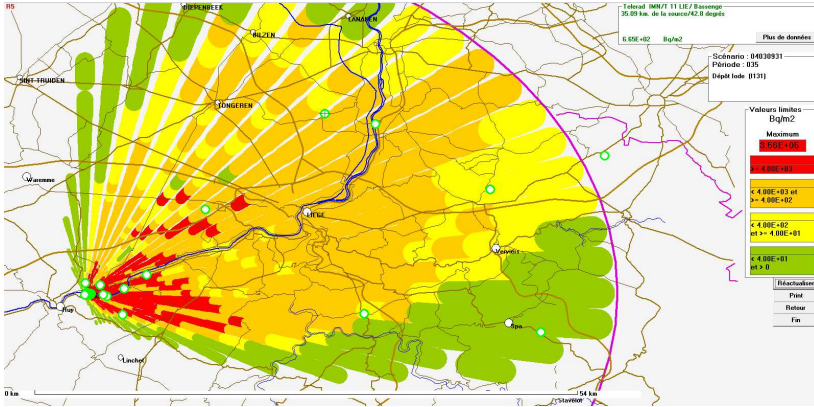 R5
DIEPENBEEK
LANAKEN
BILZEN
SINT-TRUIDEN
TONGEREN
Waremme
LIEGE
Verviers
Huy
Spa
Linchet
0 km
54 km
Stavelot
Telerad IMN/T 11 LIE/ Bassenge
35.09 km. de la source/42.0 degrés
6.65E+02 Bq/m2
Plus de données
Scénario : 04030931
Période : 035
Dépôt Iode (I131)
Valeurs limites
Bq/m2
Maximum
3.66E+06
>= 4.00E+03
< 4.00E+03 et
>= 4.00E+02
< 4.00E+02
et >= 4.00E+01
< 4.00E+01
et > 0
Réactualiser
Print
Retour
Fin